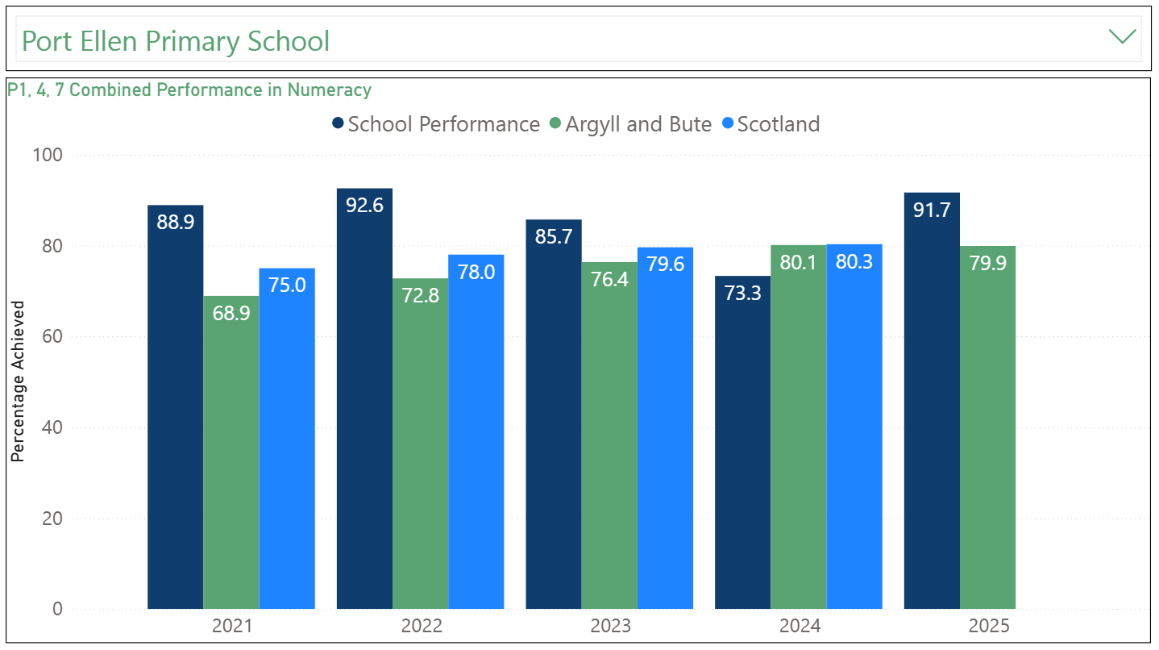 Port Ellen Primary School
P1, 4, 7 Combined Performance in Numeracy
School Performance Argyll and Bute Scotland
Percentage Achieved
100
80
60
40
20
0
88.9 68.9 75.0
92.6 72.8 78.0
85.7 76.4 79.6
73.3 80.1 80.3
91.7 79.9
2021 2022 2023 2024 2025